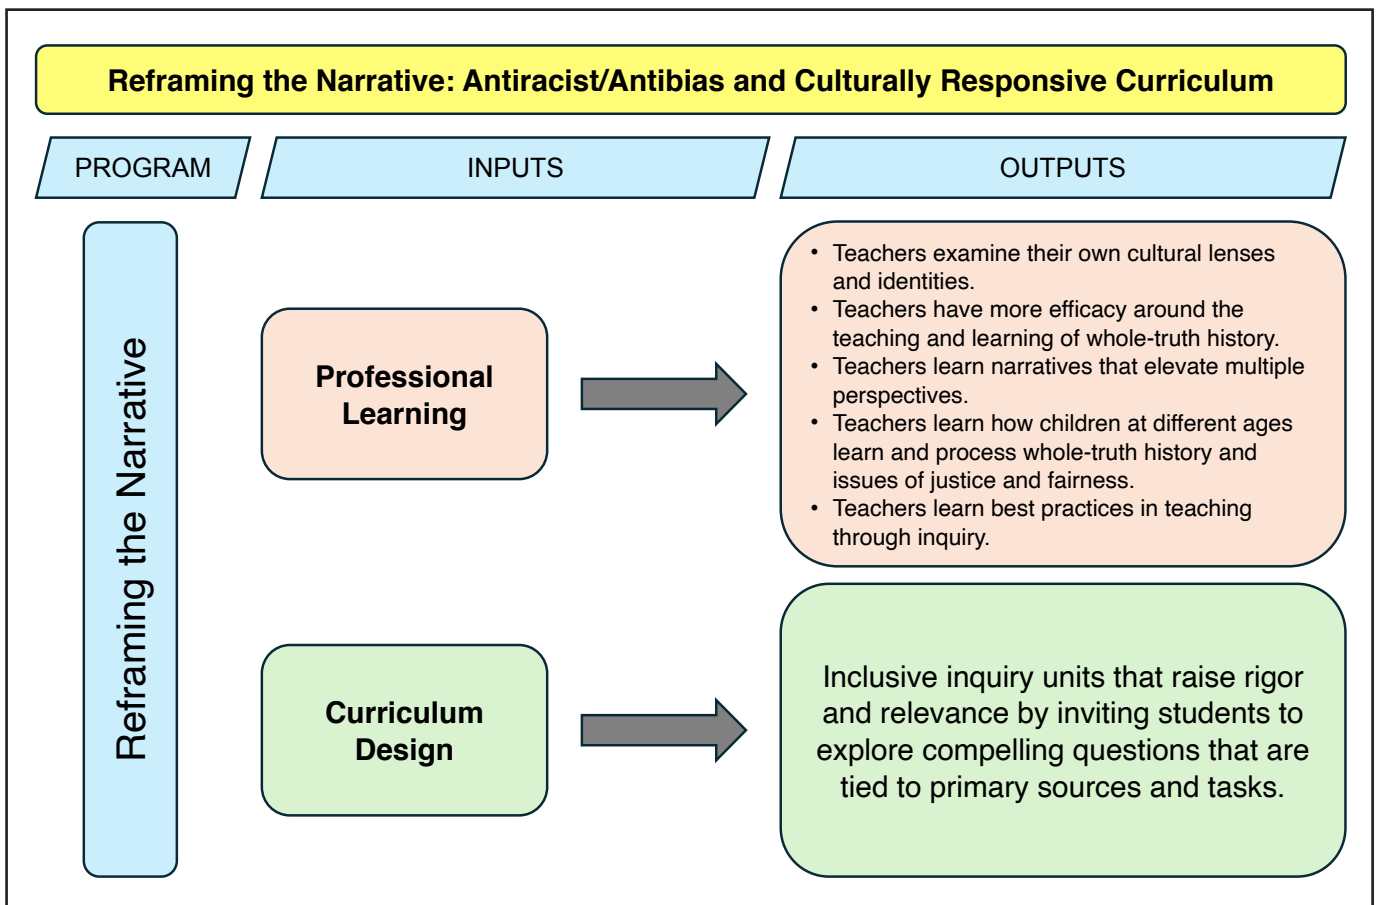 Reframing the Narrative: Antiracist/Antibias and Culturally Responsive Curriculum
PROGRAM
INPUTS
OUTPUTS
Reframing the Narrative
Professional
Learning
• Teachers examine their own cultural lenses
and identities.
• Teachers have more efficacy around the
teaching and learning of whole-truth history.
• Teachers learn narratives that elevate multiple
perspectives.
• Teachers learn how children at different ages
learn and process whole-truth history and
issues of justice and fairness.
• Teachers learn best practices in teaching
through inquiry.
Curriculum
Design
Inclusive inquiry units that raise rigor
and relevance by inviting students to
explore compelling questions that are
tied to primary sources and tasks.